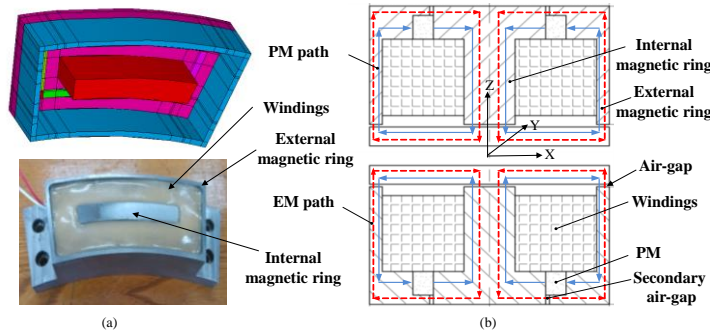 PM path
Windings
External
magnetic ring
Internal
magnetic ring
(a)
Internal
magnetic ring
External
magnetic ring
Z
Y
X
Air-gap
EM path
Windings
PM
Secondary
air-gap
(b)